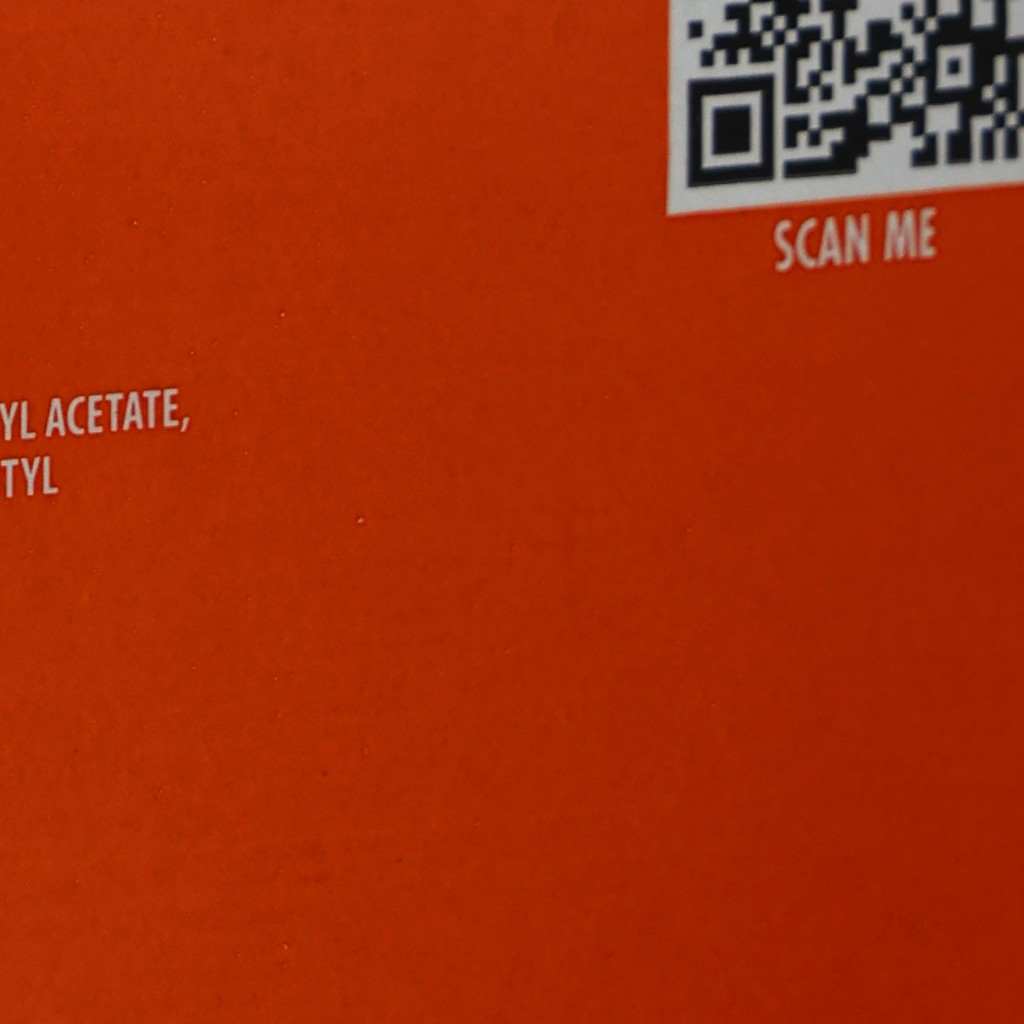 SCAN ME
YL ACETATE,
TYL